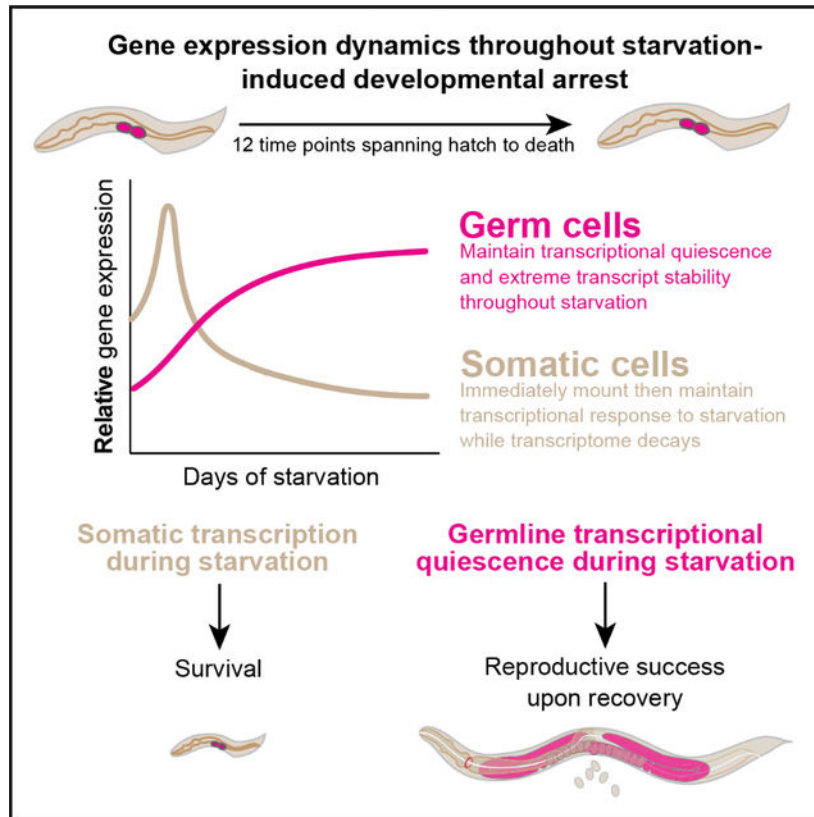 Gene expression dynamics throughout starvation-
induced developmental arrest
12 time points spanning hatch to death
Relative gene expression
Days of starvation
Germ cells
Maintain transcriptional quiescence
and extreme transcript stability
throughout starvation
Somatic cells
Immediately mount then maintain
transcriptional response to starvation
while transcriptome decays
Somatic transcription
during starvation
Survival
Germline transcriptional
quiescence during starvation
Reproductive success
upon recovery